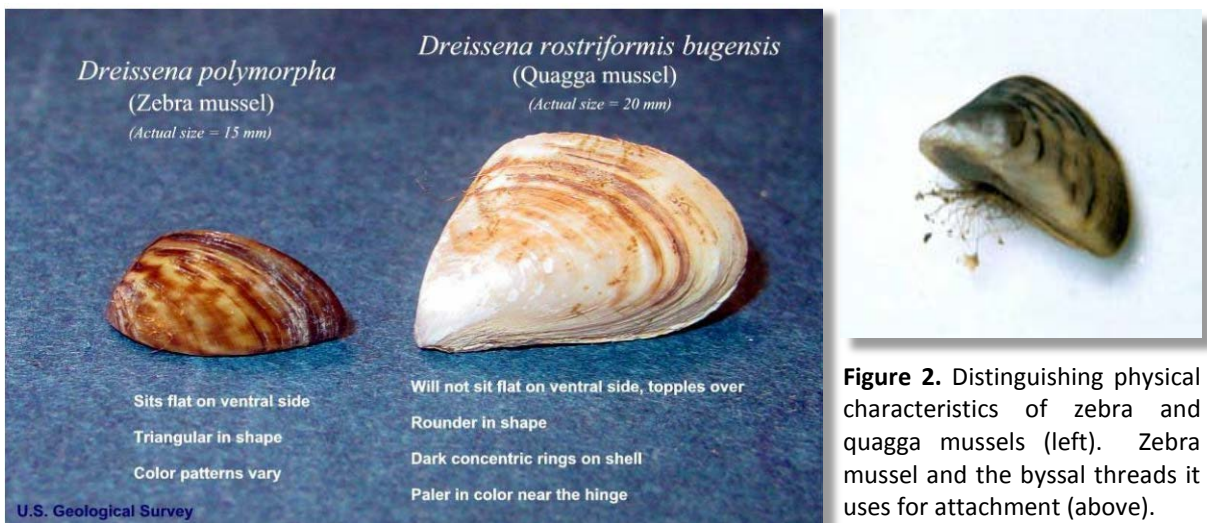 Dreissena polymorpha
(Zebra mussel)
(Actual size = 15 mm)
Dreissena rostriformis bugensis
(Quagga mussel)
(Actual size = 20 mm)
Sits flat on ventral side
Triangular in shape
Color patterns vary
Will not sit flat on ventral side, topples over
Rounder in shape
Dark concentric rings on shell
Paler in color near the hinge
U.S. Geological Survey
Figure 2. Distinguishing physical
characteristics of zebra and
quagga mussels (left). Zebra
mussel and the byssal threads it
uses for attachment (above).